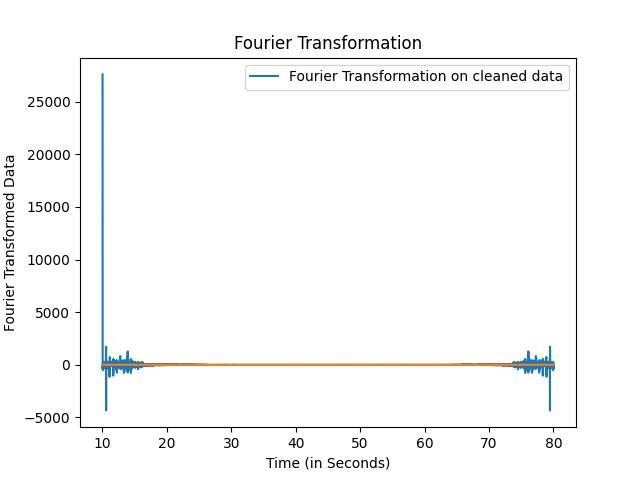 Fourier Transformation
Fourier Transformation on cleaned data
25000
20000
15000
10000
5000
0
−5000
Fourier Transformed Data
10 20 30 40 50 60 70 80
Time (in Seconds)